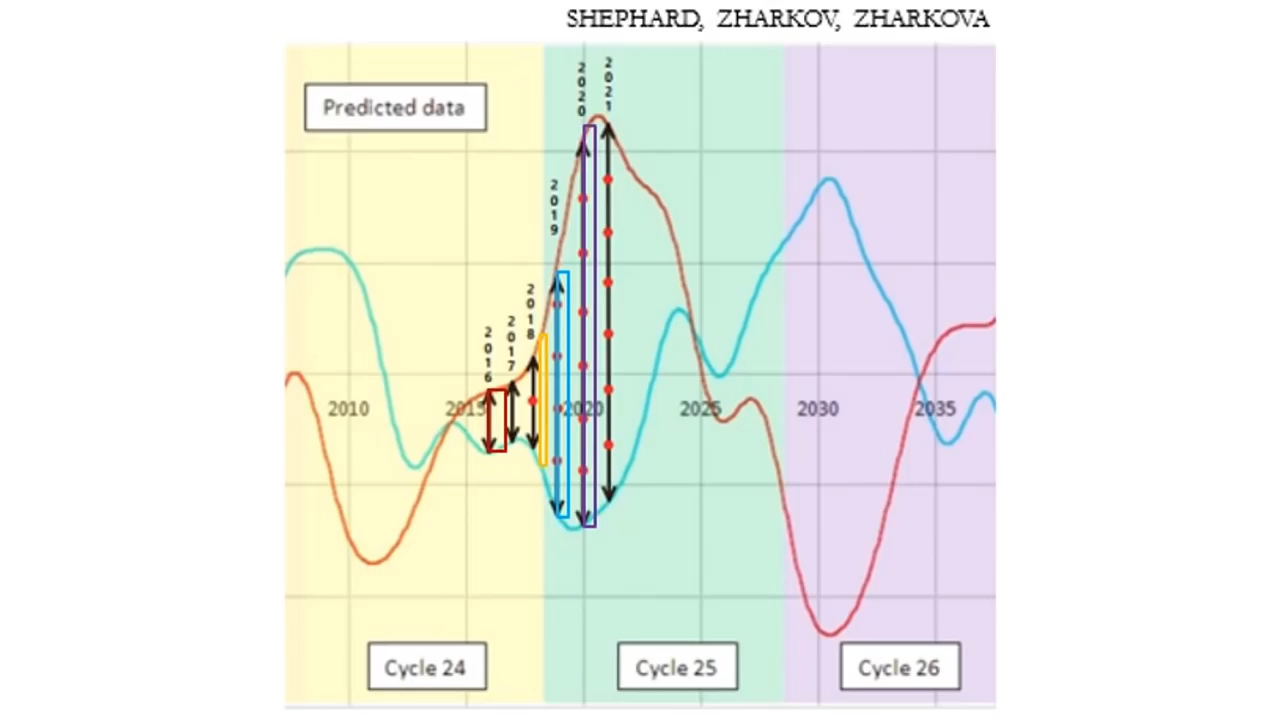 SHEPHARD, ZHARKOV, ZHARKOVA
Predicted data
2016
2017
2018
2019
2020
2021
2010
2015
2020
2025
2030
2035
Cycle 24
Cycle 25
Cycle 26